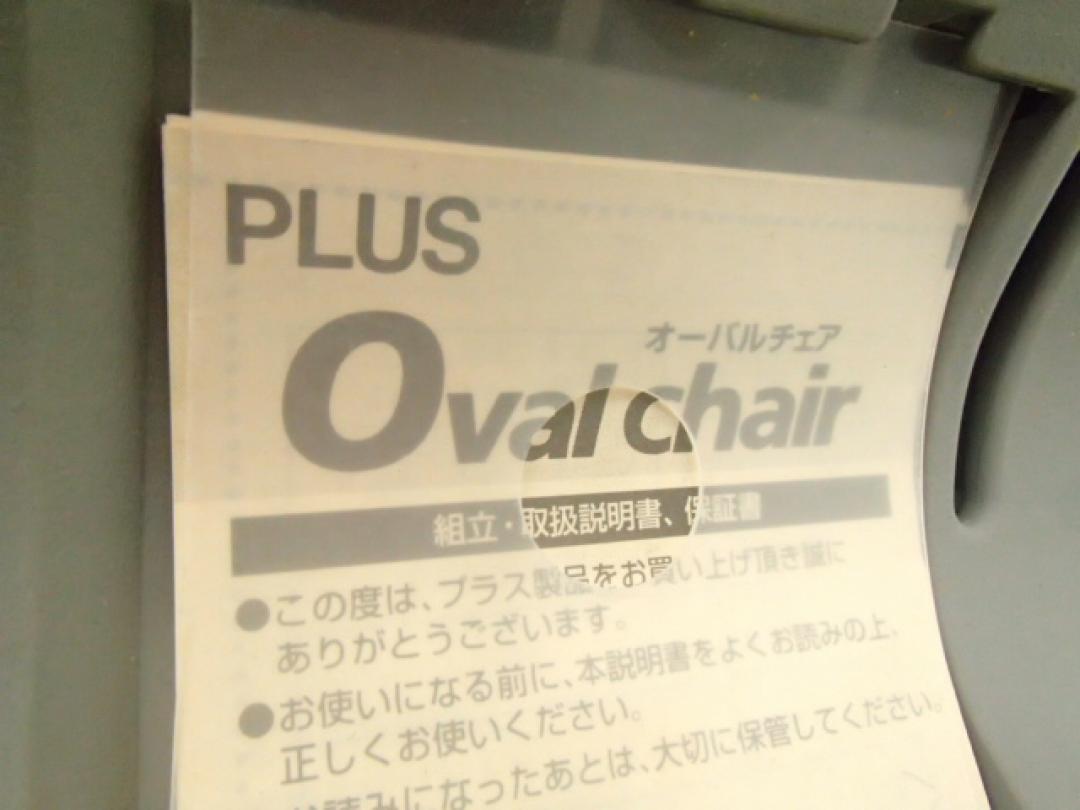 PLUS
オーバルチェア
Oval chair
組立・取扱説明書、保証書
●この度は、プラス製品をお買い上げ頂き誠に
ありがとうございます。
●お使いになる前に、本説明書をよくお読みの上、
正しくお使いください。
お読みになったあとは、大切に保管してください。